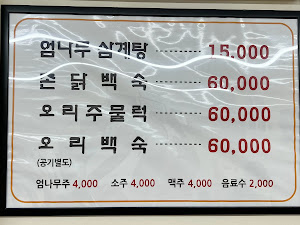 엄나무 삼계탕 ········ 15,000
촌 닭 백 숙 ········ 60,000
오 리 주 물 럭 ········ 60,000
오 리 백 숙 ········ 60,000
(공기별도)
엄나무주 4,000 소주 4,000 맥주 4,000 음료수 2,000